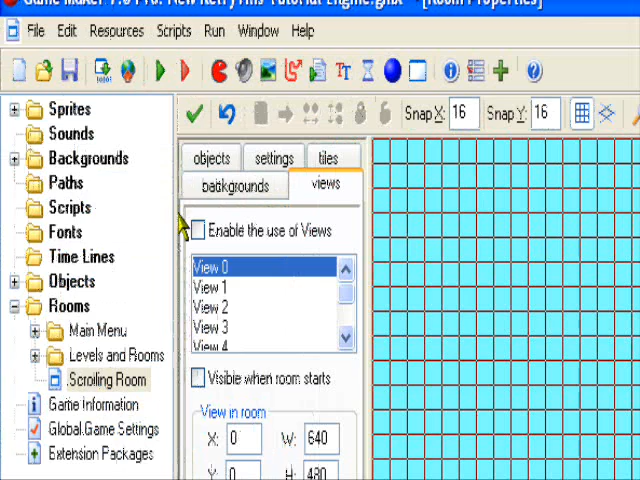 File Edit Resources Scripts Run Window Help
Snap X: 16 Snap Y: 16
Sprites
Sounds
Backgrounds
Paths
Scripts
Fonts
Time Lines
Objects
Rooms
Main Menu
Levels and Rooms
Scrolling Room
Game Information
Global Game Settings
Extension Packages
objects settings tiles
backgrounds views
Enable the use of Views
View 0
View 1
View 2
View 3
View 4
Visible when room starts
View in room
X: 0 W: 640
Y: 0 H: 480